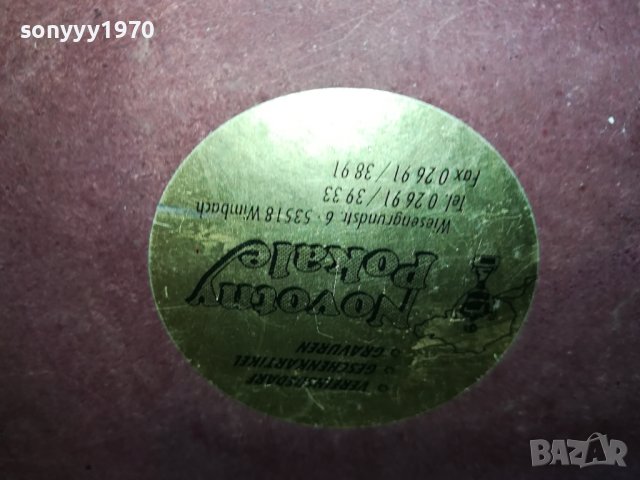 sonyyy1970
VEREINSBEDARF
GESCHENKARTIKEL
GRAVUREN
Novotny
Pokale
Wiesengrundstr. 6 · 53518 Wimbach
Tel. 0 26 91 / 39 33
Fax 0 26 91 / 38 91
BAZAR